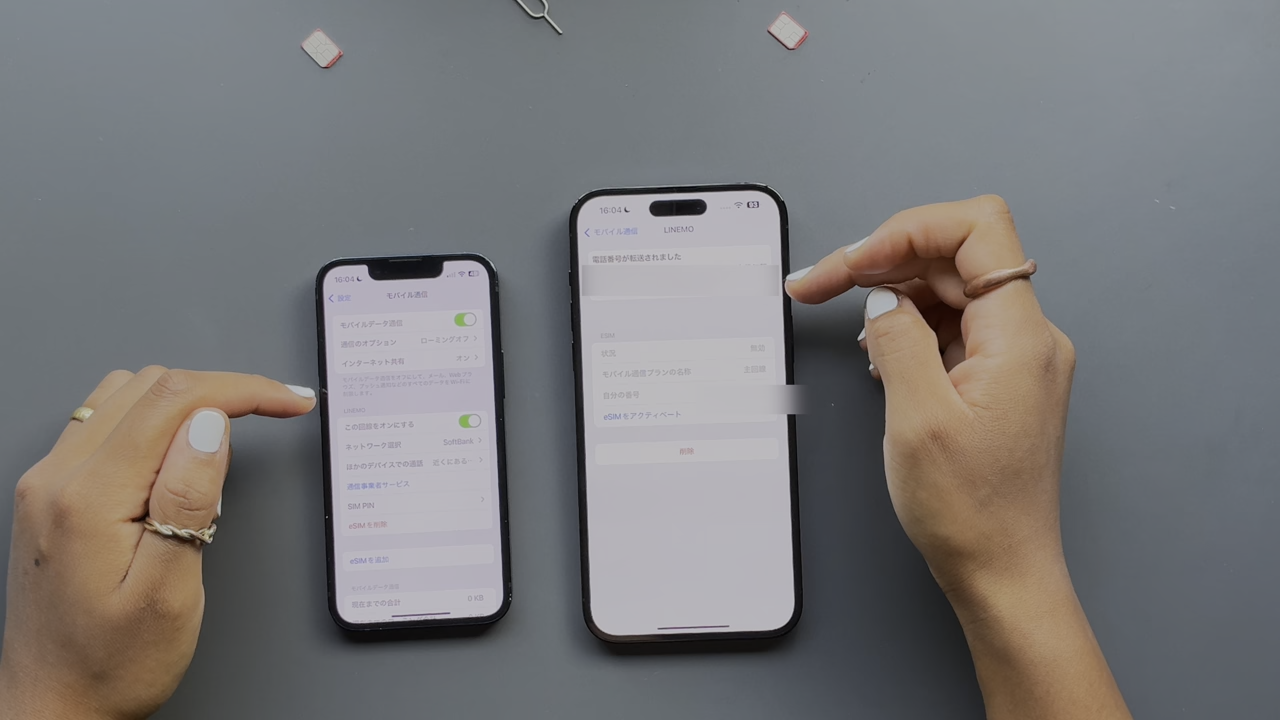 16:04
設定
モバイル通信
モバイルデータ通信
通信のオプション ローミングオフ
インターネット共有 オン
LINEMO
この回線をオンにする
ネットワーク選択 SoftBank
ほかのデバイスでの通話 近くにある…
通信事業者サービス
SIM PIN
eSIMを削除
eSIMを追加
モバイルデータ通信
現在までの合計 0 KB
16:04
モバイル通信
LINEMO
電話番号が転送されました
ESIM
状況
モバイル通信プランの名称 主回線
自分の番号
eSIMをアクティベート
削除